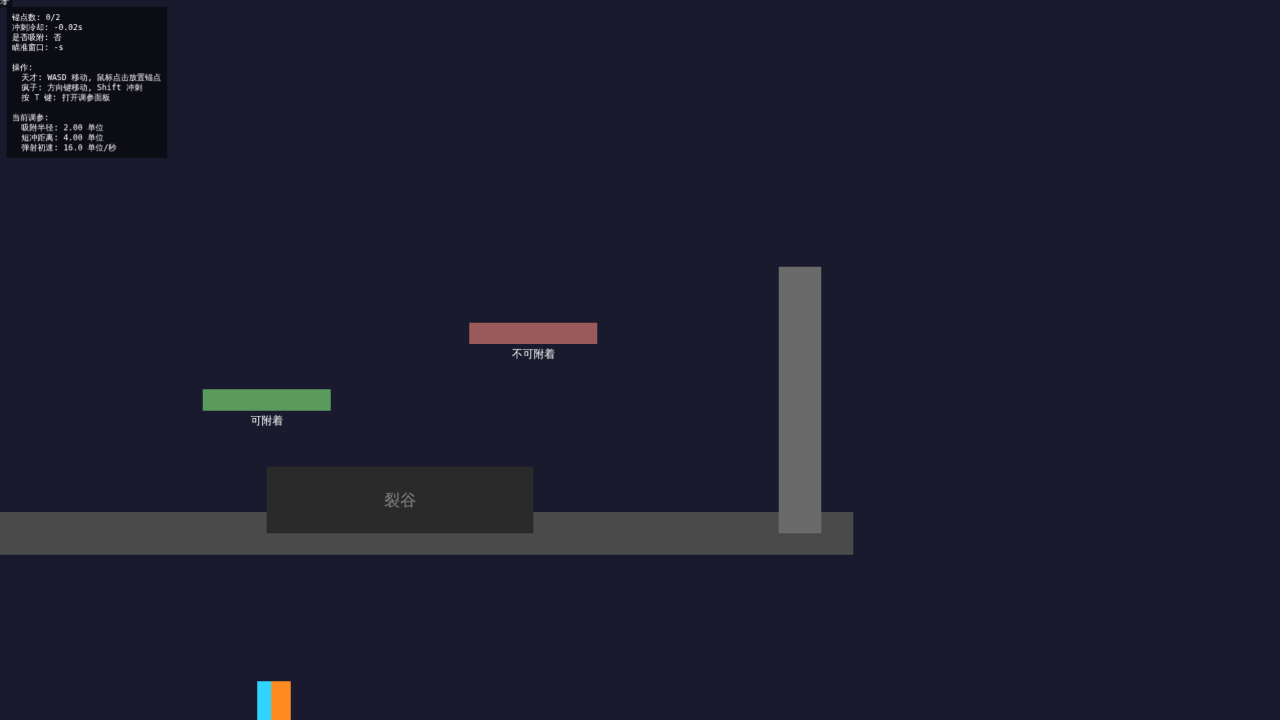 锚点数: 0/2
冲刺冷却: -0.02s
是否吸附: 否
瞄准窗口: -s
操作:
天才: WASD 移动, 鼠标点击放置锚点
疯子: 方向键移动, Shift 冲刺
按 T 键: 打开调参面板
当前调参:
吸附半径: 2.00 单位
短冲距离: 4.00 单位
弹射初速: 16.0 单位/秒
不可附着
可附着
裂谷